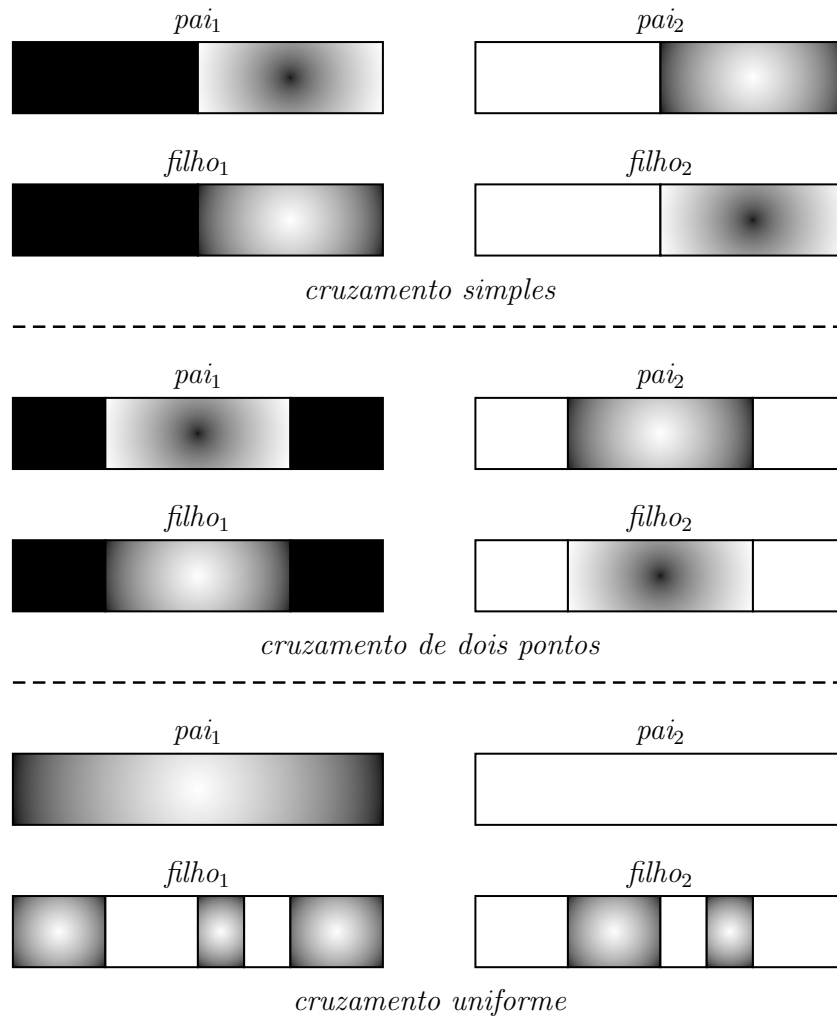 pai₁ pai₂
filho₁ filho₂
cruzamento simples
pai₁ pai₂
filho₁ filho₂
cruzamento de dois pontos
pai₁ pai₂
filho₁ filho₂
cruzamento uniforme